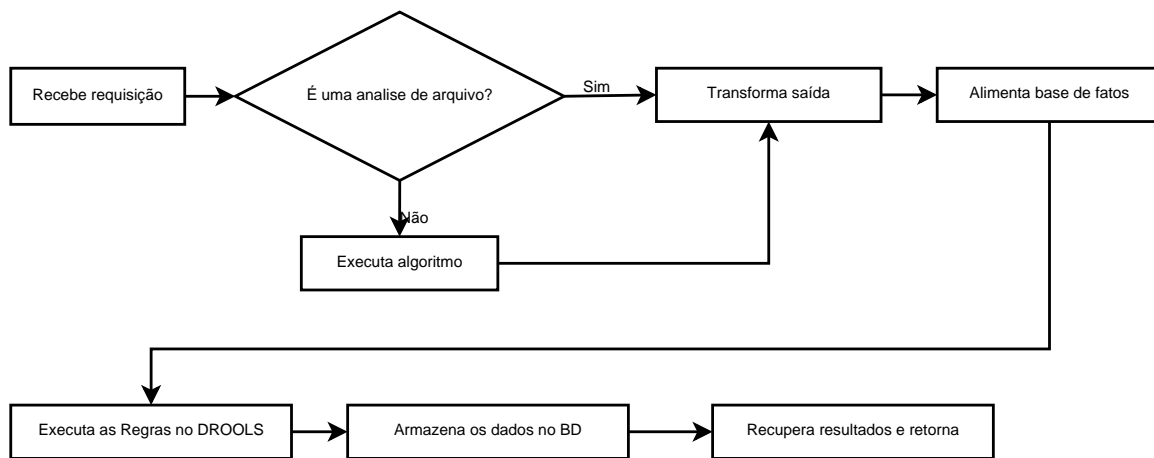 Recebe requisição
É uma analise de arquivo?
Sim
Transforma saída
Alimenta base de fatos
Não
Executa algoritmo
Executa as Regras no DROOLS
Armazena os dados no BD
Recupera resultados e retorna